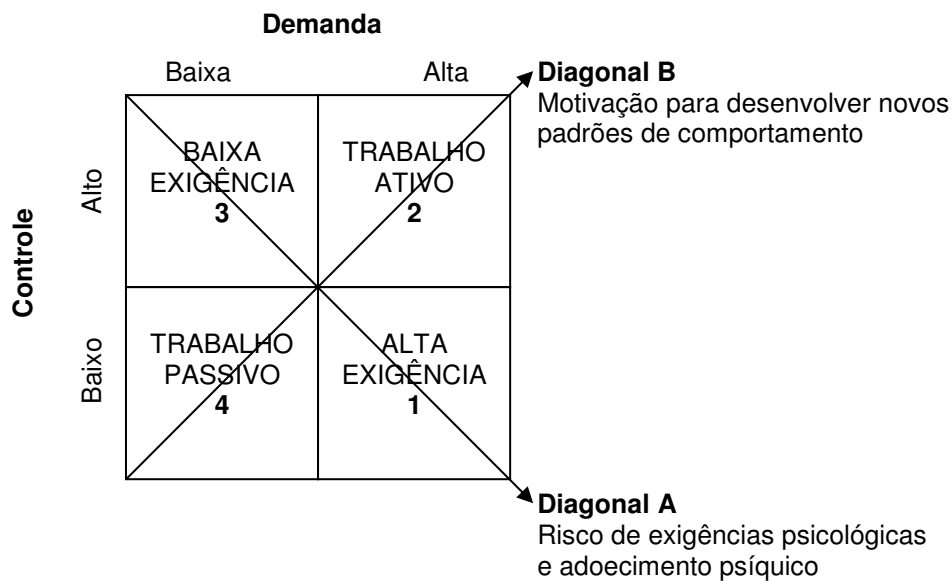 Demanda
Baixa Alta
Diagonal B
Motivação para desenvolver novos
padrões de comportamento
Controle
Alto
BAIXA
EXIGÊNCIA
3
TRABALHO
ATIVO
2
Baixo
TRABALHO
PASSIVO
4
ALTA
EXIGÊNCIA
1
Diagonal A
Risco de exigências psicológicas
e adoecimento psíquico